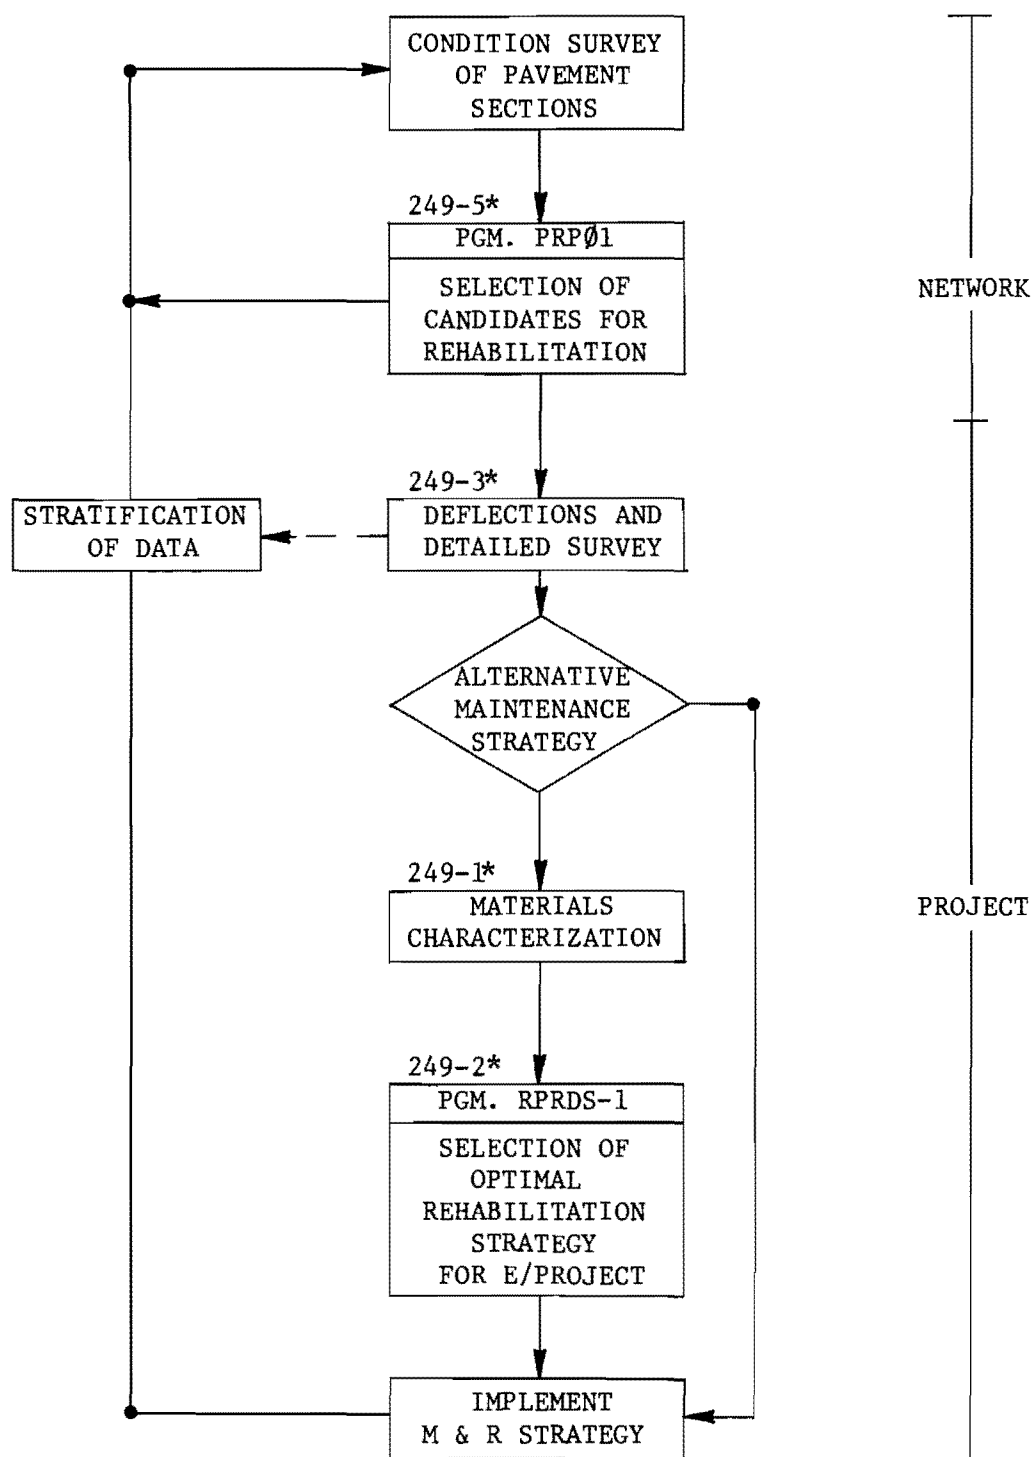 CONDITION SURVEY
OF PAVEMENT
SECTIONS
249-5*
PGM. PRPØ1
SELECTION OF
CANDIDATES FOR
REHABILITATION
NETWORK
249-3*
DEFLECTIONS AND
DETAILED SURVEY
STRATIFICATION
OF DATA
ALTERNATIVE
MAINTENANCE
STRATEGY
249-1*
MATERIALS
CHARACTERIZATION
PROJECT
249-2*
PGM. RPRDS-1
SELECTION OF
OPTIMAL
REHABILITATION
STRATEGY
FOR E/PROJECT
IMPLEMENT
M & R STRATEGY